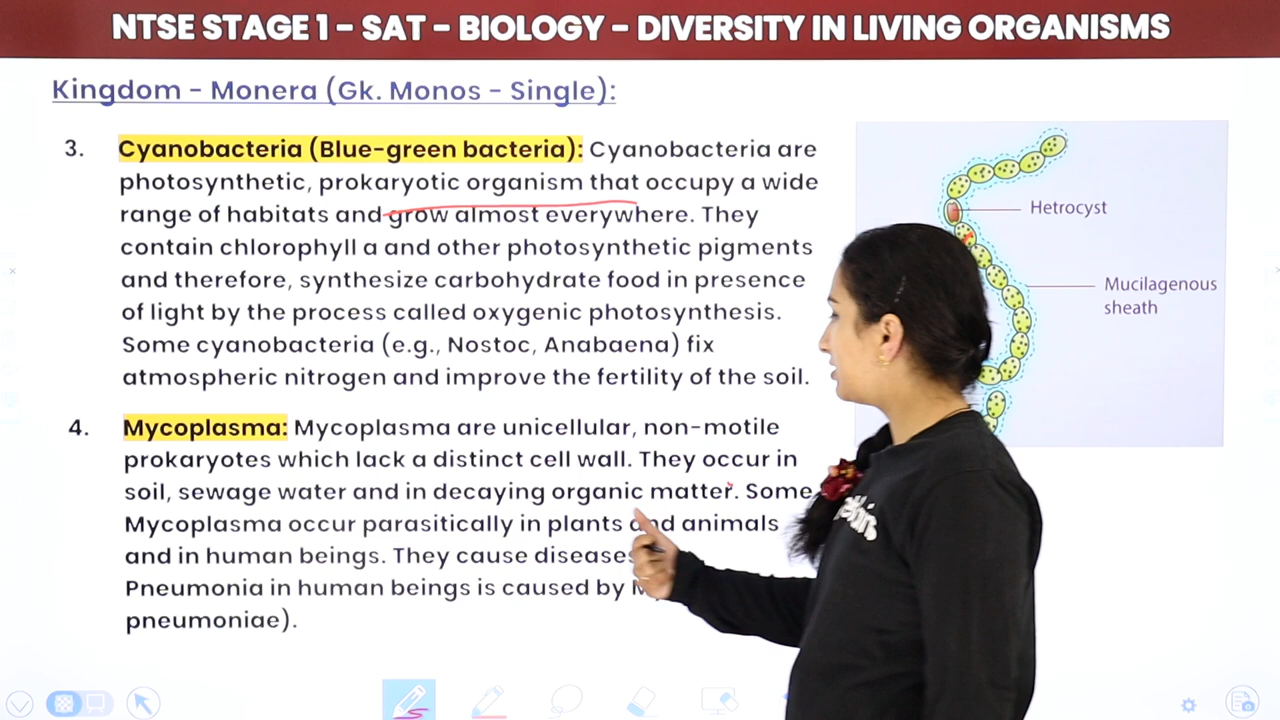 NTSE STAGE 1 – SAT – BIOLOGY – DIVERSITY IN LIVING ORGANISMS
Kingdom - Monera (Gk. Monos - Single):
3. Cyanobacteria (Blue-green bacteria): Cyanobacteria are
photosynthetic, prokaryotic organism that occupy a wide
range of habitats and grow almost everywhere. They
contain chlorophyll a and other photosynthetic pigments
and therefore, synthesize carbohydrate food in presence
of light by the process called oxygenic photosynthesis.
Some cyanobacteria (e.g., Nostoc, Anabaena) fix
atmospheric nitrogen and improve the fertility of the soil.
Hetrocyst
Mucilagenous
sheath
4. Mycoplasma: Mycoplasma are unicellular, non-motile
prokaryotes which lack a distinct cell wall. They occur in
soil, sewage water and in decaying organic matter. Some
Mycoplasma occur parasitically in plants and animals
and in human beings. They cause diseases
Pneumonia in human beings is caused by
pneumoniae).